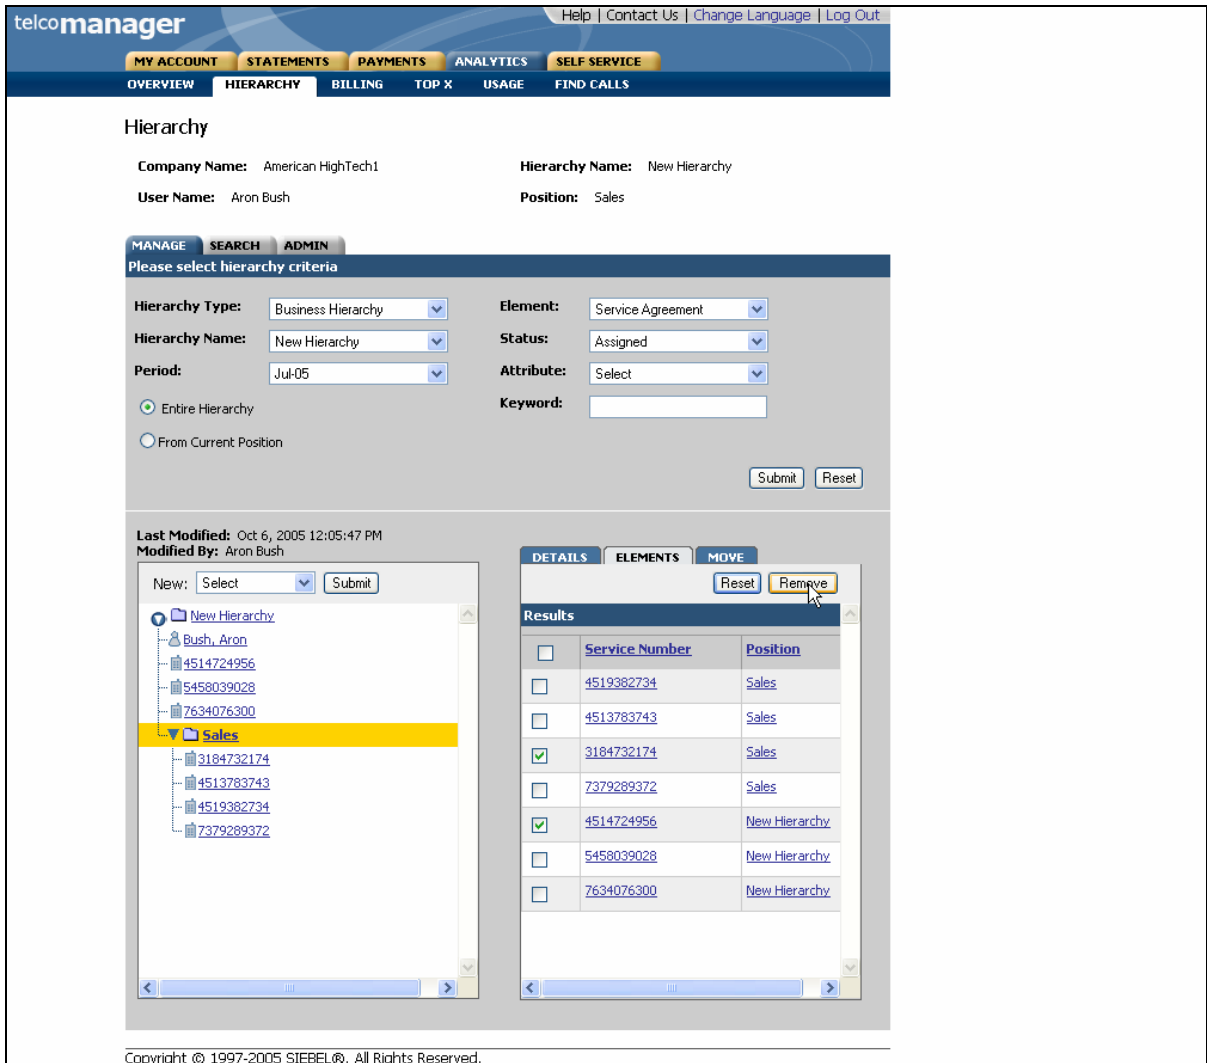 telcomanager
Help | Contact Us | Change Language | Log Out
MY ACCOUNT STATEMENTS PAYMENTS ANALYTICS SELF SERVICE
OVERVIEW HIERARCHY BILLING TOP X USAGE FIND CALLS
Hierarchy
Company Name: American HighTech1 Hierarchy Name: New Hierarchy
User Name: Aron Bush Position: Sales
MANAGE SEARCH ADMIN
Please select hierarchy criteria
Hierarchy Type: Business Hierarchy Element: Service Agreement
Hierarchy Name: New Hierarchy Status: Assigned
Period: Jul-05 Attribute: Select
Entire Hierarchy Keyword:
From Current Position
Submit Reset
Last Modified: Oct 6, 2005 12:05:47 PM
Modified By: Aron Bush
New: Select Submit
New Hierarchy
Bush, Aron
4514724956
5458039028
7634076300
Sales
3184732174
4513783743
4519382734
7379289372
DETAILS ELEMENTS MOVE
Reset Remove
Results
Service Number Position
4519382734 Sales
4513783743 Sales
3184732174 Sales
7379289372 Sales
4514724956 New Hierarchy
5458039028 New Hierarchy
7634076300 New Hierarchy
Copyright © 1997-2005 SIEBEL®. All Rights Reserved.